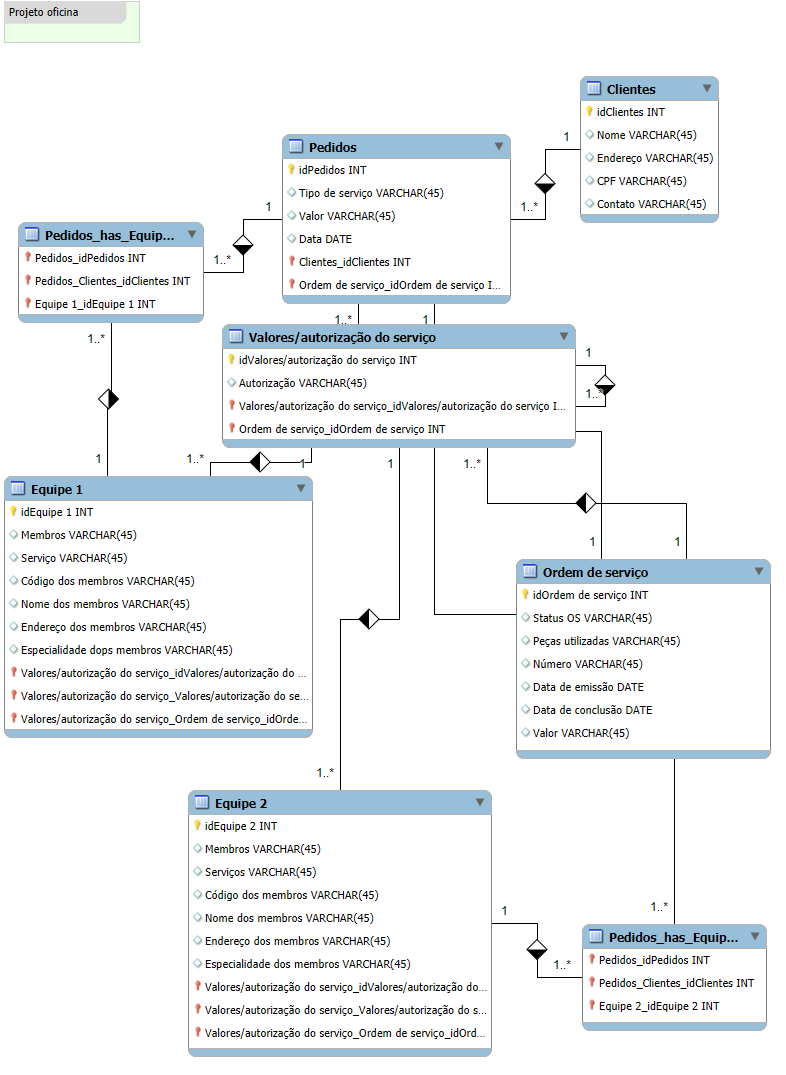 Projeto oficina
Clientes
idClientes INT
Nome VARCHAR(45)
Endereço VARCHAR(45)
CPF VARCHAR(45)
Contato VARCHAR(45)
1
1..*
Pedidos
idPedidos INT
Tipo de serviço VARCHAR(45)
Valor VARCHAR(45)
Data DATE
Clientes_idClientes INT
Ordem de serviço_idOrdem de serviço I...
1
1..*
Pedidos_has_Equip...
Pedidos_idPedidos INT
Pedidos_Clientes_idClientes INT
Equipe 1_idEquipe 1 INT
1..*
1
1..*
1
Valores/autorização do serviço
idValores/autorização do serviço INT
Autorização VARCHAR(45)
Valores/autorização do serviço_idValores/autorização do serviço I...
Ordem de serviço_idOrdem de serviço INT
1
1..*
1..*
1
1
1..*
1
1
Equipe 1
idEquipe 1 INT
Membros VARCHAR(45)
Serviço VARCHAR(45)
Código dos membros VARCHAR(45)
Nome dos membros VARCHAR(45)
Endereço dos membros VARCHAR(45)
Especialidade dops membros VARCHAR(45)
Valores/autorização do serviço_idValores/autorização do ...
Valores/autorização do serviço_Valores/autorização do se...
Valores/autorização do serviço_Ordem de serviço_idOrde...
Ordem de serviço
idOrdem de serviço INT
Status OS VARCHAR(45)
Peças utilizadas VARCHAR(45)
Número VARCHAR(45)
Data de emissão DATE
Data de conclusão DATE
Valor VARCHAR(45)
1..*
Equipe 2
idEquipe 2 INT
Membros VARCHAR(45)
Serviços VARCHAR(45)
Código dos membros VARCHAR(45)
Nome dos membros VARCHAR(45)
Endereço dos membros VARCHAR(45)
Especialidade dos membros VARCHAR(45)
Valores/autorização do serviço_idValores/autorização do...
Valores/autorização do serviço_Valores/autorização do s...
Valores/autorização do serviço_Ordem de serviço_idOrd...
1
1..*
1..*
Pedidos_has_Equip...
Pedidos_idPedidos INT
Pedidos_Clientes_idClientes INT
Equipe 2_idEquipe 2 INT